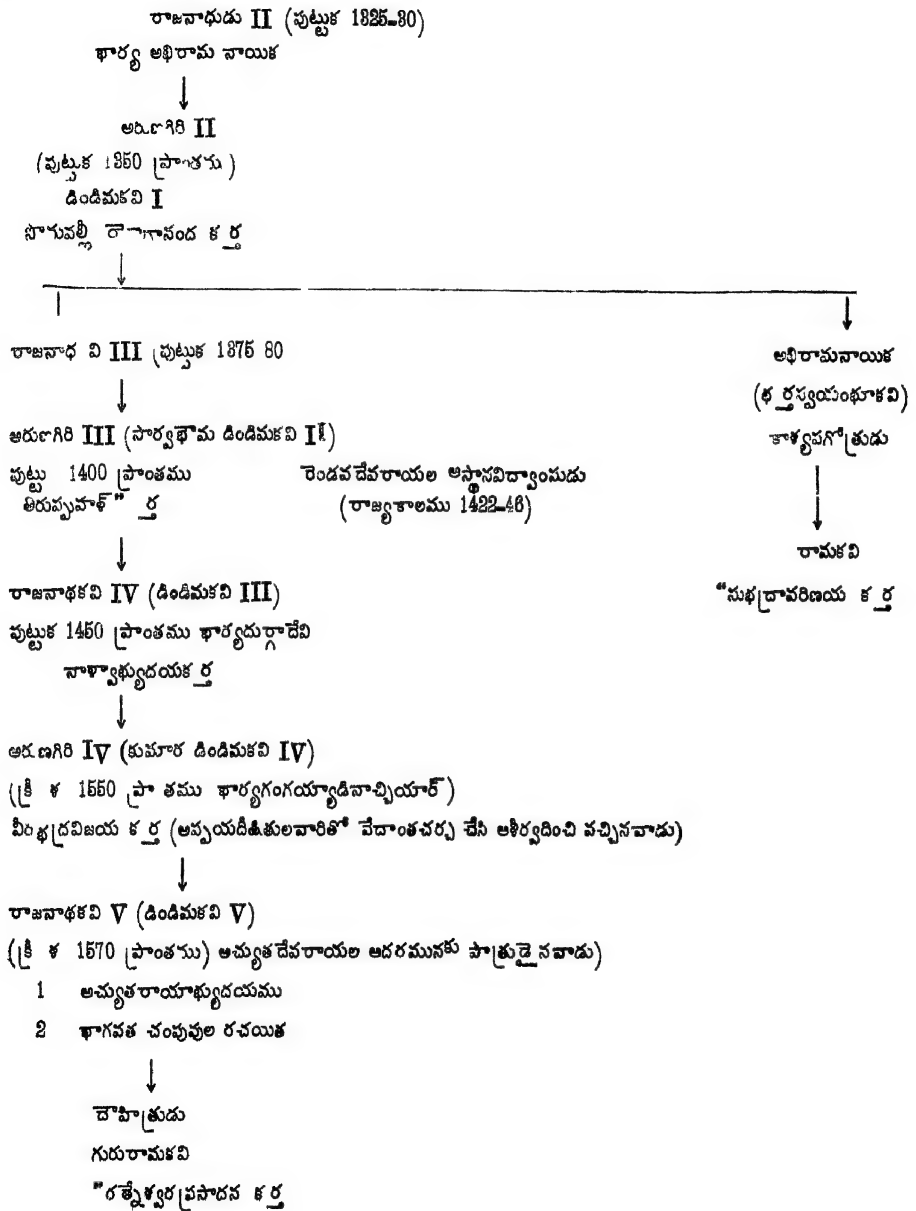 రాజనాధుడు II (పుట్టుక 1325-30)
భార్య అభిరామ నాయిక
అరుణగిరి II
(పుట్టుక 1350 ప్రాంతము)
డిండిమకవి I
సోమవల్లీ యోగానంద కర్త
రాజనాధ వి III పుట్టుక 1375 80
అభిరామనాయిక
(భర్తస్వయంభూకవి)
కాశ్యపగోత్రుడు
అరుణగిరి III (సార్వభౌమ డిండిమకవి II)
పుట్టు 1400 ప్రాంతము
రెండవదేవరాయల ఆస్థానవిద్వాంసుడు
తిరుప్పుహళ్" ర్త
(రాజ్యకాలము 1422-46)
రామకవి
"సుభద్రాపరిణయ కర్త
రాజనాథకవి IV (డిండిమకవి III)
పుట్టుక 1450 ప్రాంతము భార్యదుర్గాదేవి
సాళ్వాభ్యుదయకర్త
అరుణగిరి IV (కుమార డిండిమకవి IV)
(క్రీ శ 1550 ప్రా తము భార్యగంగయ్యాడినాచ్చియార్)
వీరభద్రవిజయ కర్త (అప్పయదీక్షితులవారితో వేదాంతచర్చ చేసి ఆశీర్వదించి వచ్చినవాడు)
రాజనాథకవి V (డిండిమకవి V)
(క్రీ శ 1570 ప్రాంతము) అచ్యుతదేవరాయల ఆదరమునకు పాత్రుడైనవాడు)
1 అచ్యుతరాయాభ్యుదయము
2 భాగవత చంపువుల రచయిత
దౌహిత్రుడు
గురురామకవి
"రత్నేశ్వరప్రసాదన కర్త